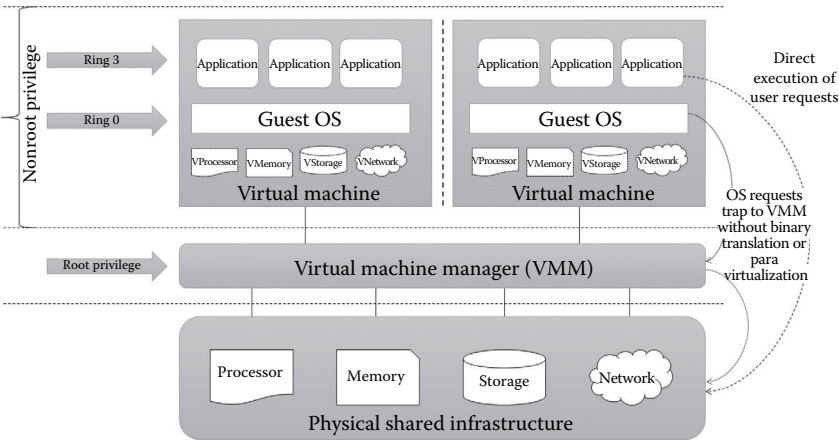 Nonroot privilege
Ring 3
Ring 0
Application
Application
Application
Guest OS
VProcessor
VMemory
VStorage
VNetwork
Virtual machine
Application
Application
Application
Guest OS
VProcessor
VMemory
VStorage
VNetwork
Virtual machine
Direct
execution of
user requests
OS requests
trap to VMM
without binary
translation or
para
virtualization
Root privilege
Virtual machine manager (VMM)
Processor
Memory
Storage
Network
Physical shared infrastructure